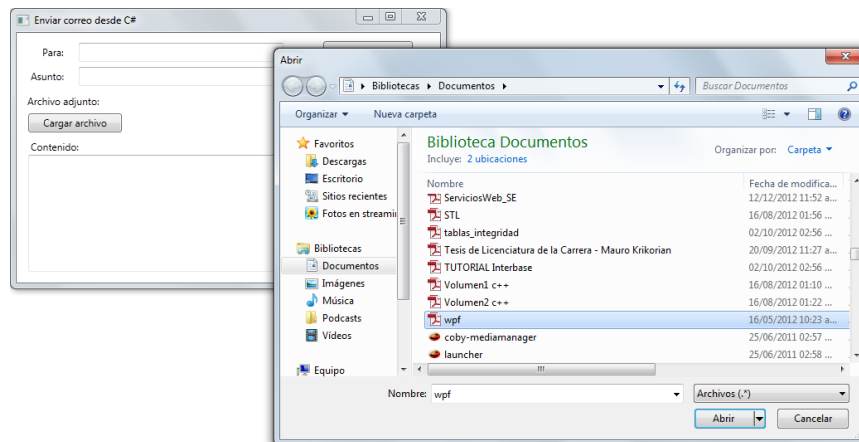 Enviar correo desde C#
Para:
Asunto:
Archivo adjunto:
Cargar archivo
Contenido:
Abrir
Bibliotecas Documentos
Buscar Documentos
Organizar Nueva carpeta
Favoritos
Descargas
Escritorio
Sitios recientes
Fotos en streami
Bibliotecas
Documentos
Imágenes
Música
Podcasts
Vídeos
Equipo
Biblioteca Documentos
Incluye: 2 ubicaciones
Organizar por: Carpeta
Nombre Fecha de modifica...
ServiciosWeb_SE 12/12/2012 11:52 a...
STL 16/08/2012 01:56 ...
tablas_integridad 02/10/2012 02:56 ...
Tesis de Licenciatura de la Carrera - Mauro Krikorian 20/09/2012 11:27 a...
TUTORIAL Interbase 02/10/2012 02:56 ...
Volumen1 c++ 16/08/2012 01:10 ...
Volumen2 c++ 16/08/2012 01:22 ...
wpf 16/05/2012 10:23 a...
coby-mediamanager 25/06/2011 02:57 ...
launcher 25/06/2011 02:58 ...
Nombre: wpf
Archivos (.*)
Abrir Cancelar